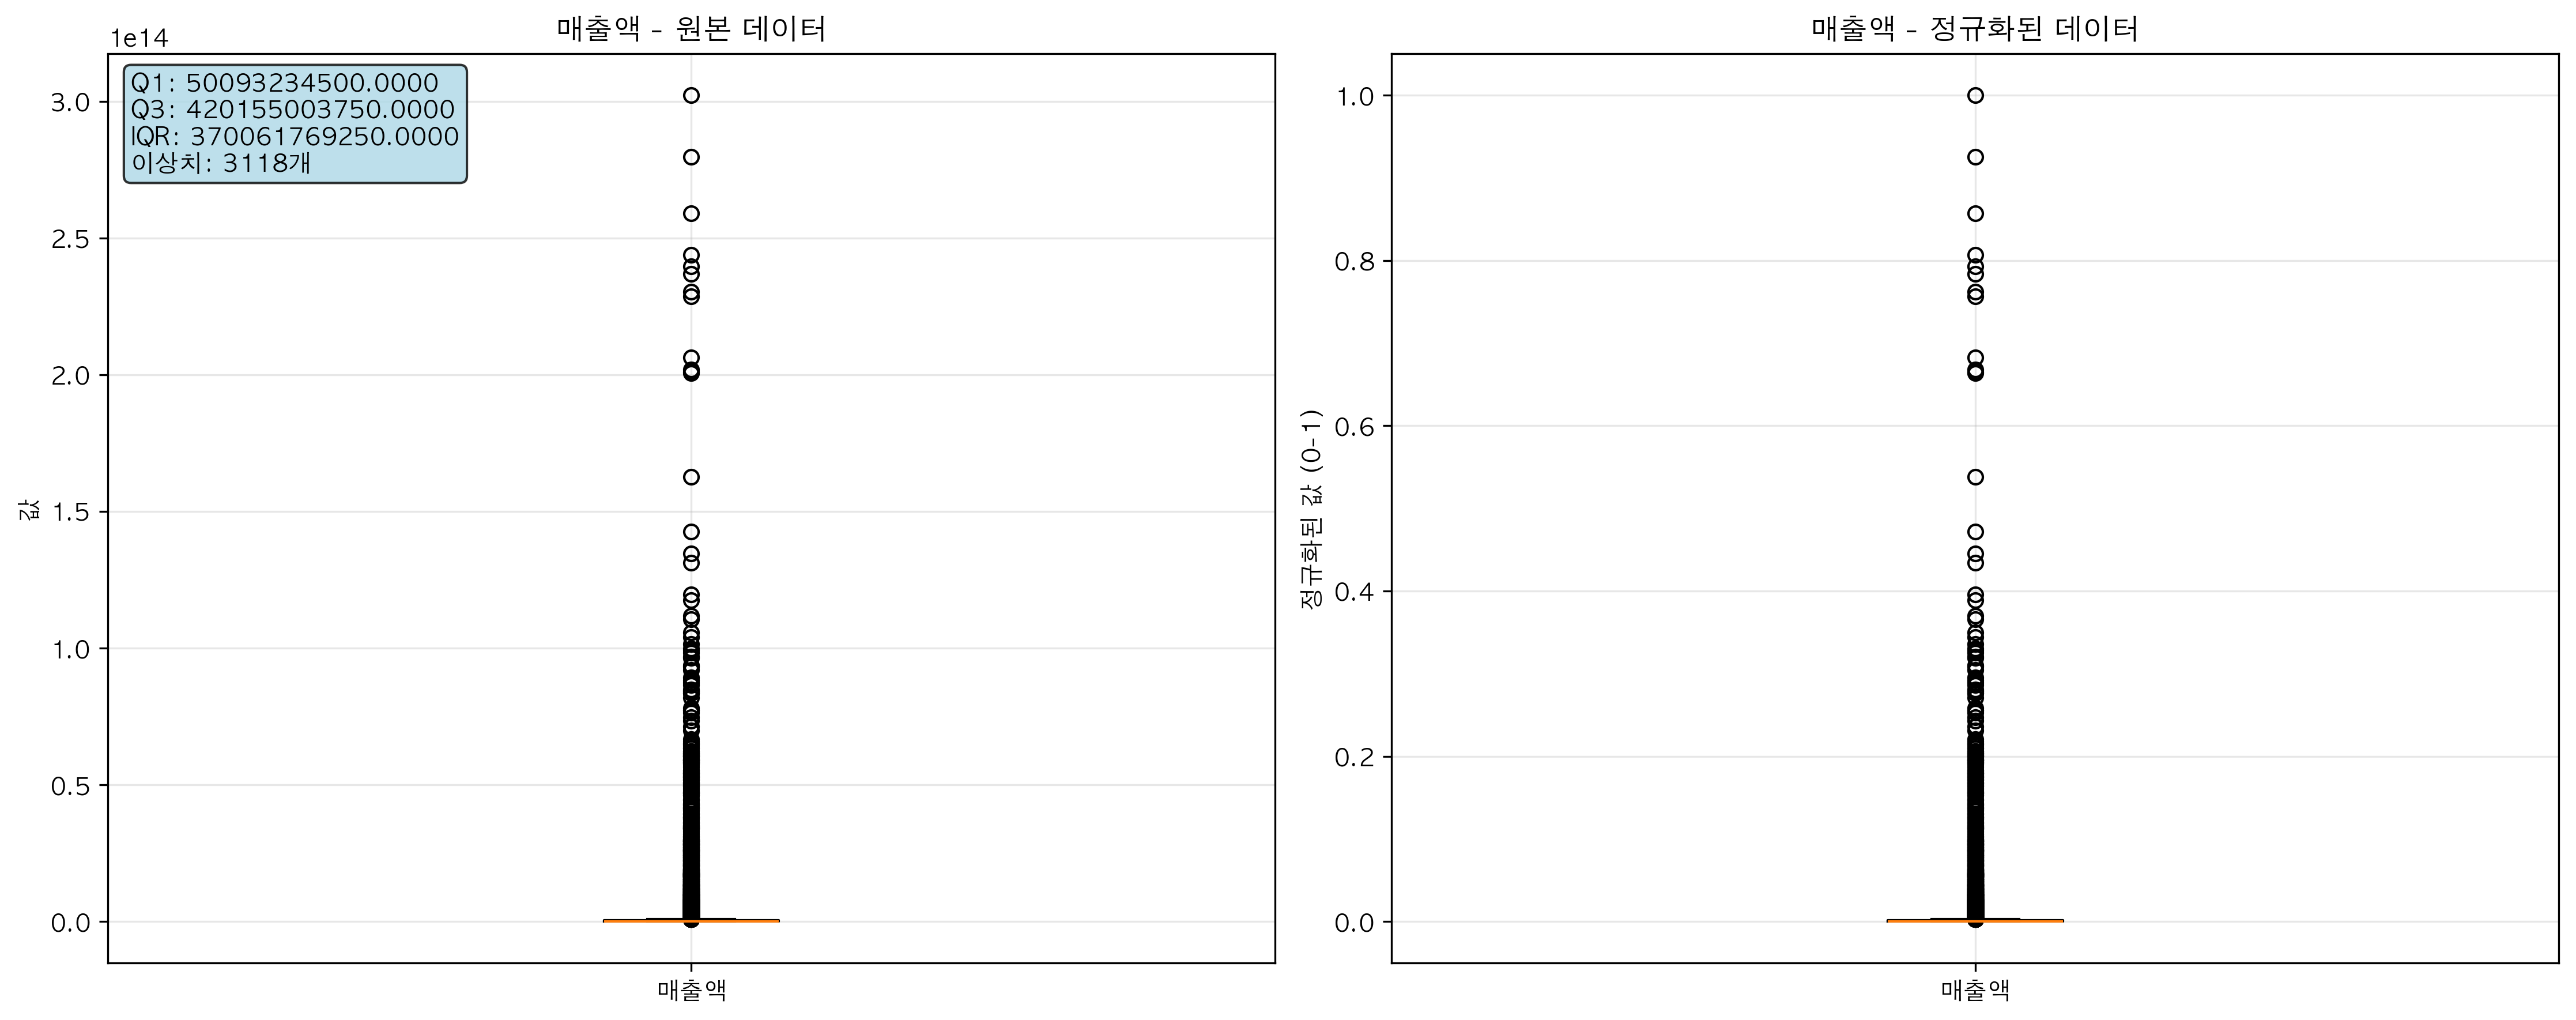 매출액 - 원본 데이터
1e14
Q1: 50093234500.0000
Q3: 420155003750.0000
IQR: 370061769250.0000
이상치: 3118개
3.0
2.5
2.0
1.5
1.0
0.5
0.0
값
매출액
매출액 - 정규화된 데이터
1.0
0.8
0.6
0.4
0.2
0.0
정규화된 값 (0-1)
매출액